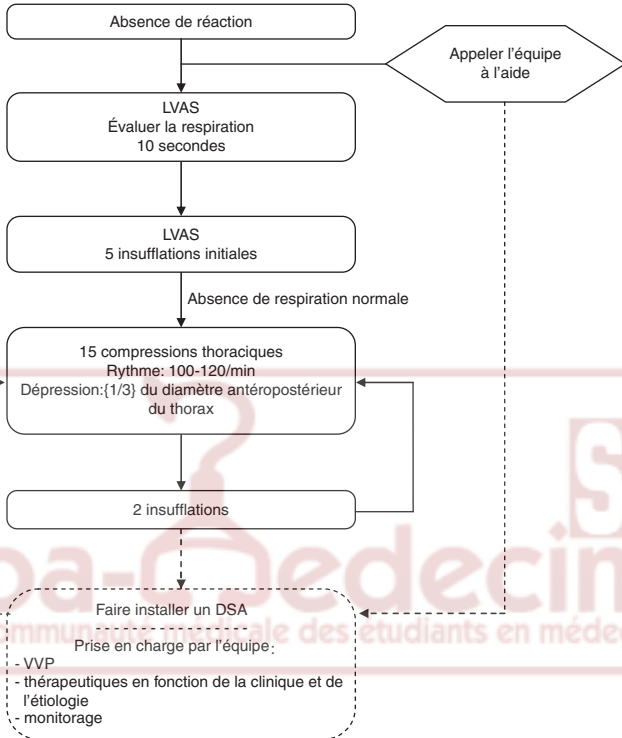 Absence de réaction
Appeler l'équipe
à l'aide
LVAS
Évaluer la respiration
10 secondes
LVAS
5 insufflations initiales
Absence de respiration normale
15 compressions thoraciques
Rythme: 100-120/min
Dépression:{1/3} du diamètre antéropostérieur
du thorax
2 insufflations
Faire installer un DSA
Prise en charge par l'équipe:
- VVP
- thérapeutiques en fonction de la clinique et de
l'étiologie
- monitorage